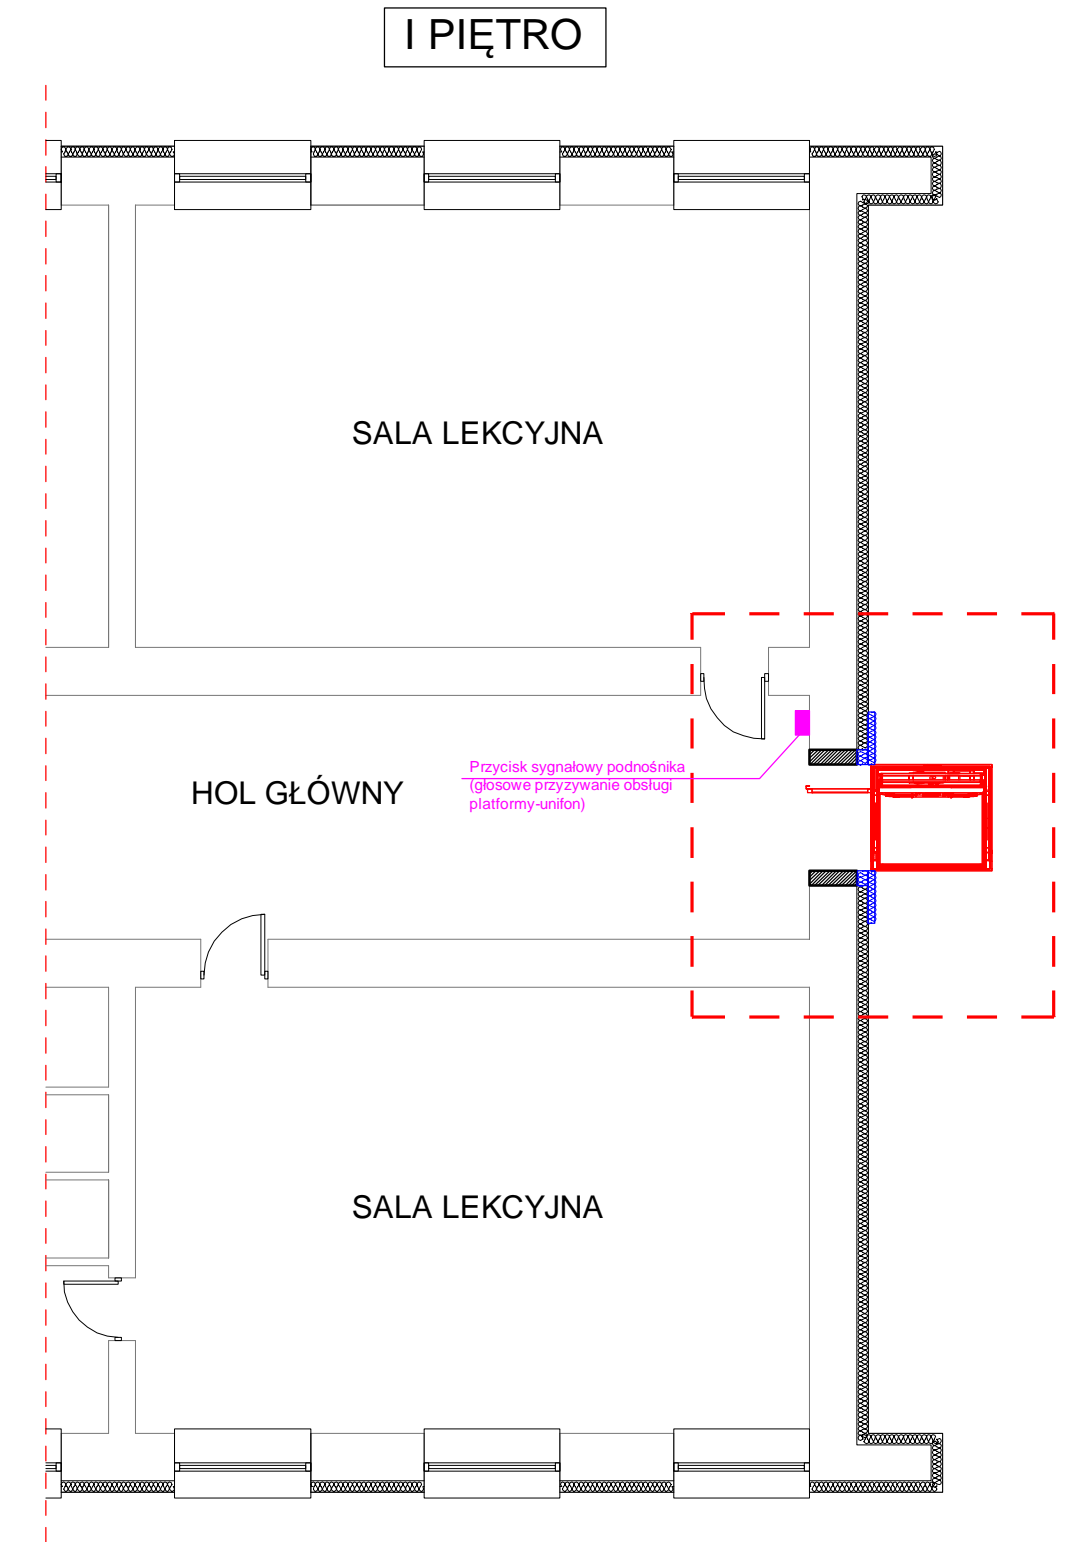 I PIĘTRO
SALA LEKCYJNA
Przycisk sygnałowy podnośnika
(głosowe przyzywanie obsługi
platformy-unifon)
HOL GŁÓWNY
SALA LEKCYJNA